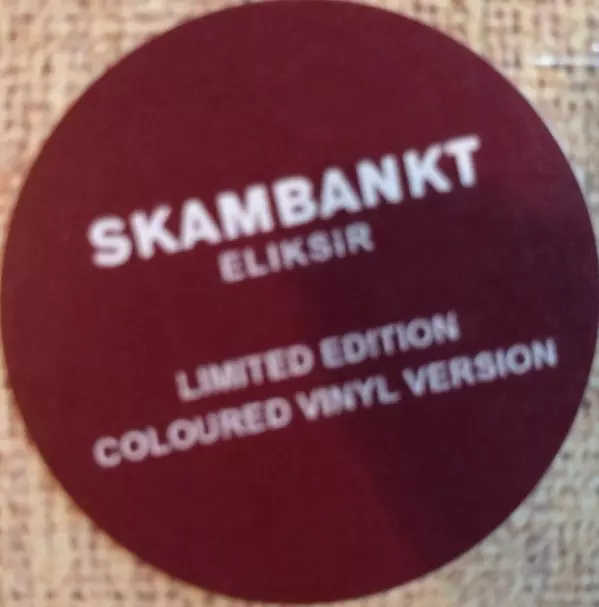 SKAMBANKT
ELIKSIR
LIMITED EDITION
COLOURED VINYL VERSION